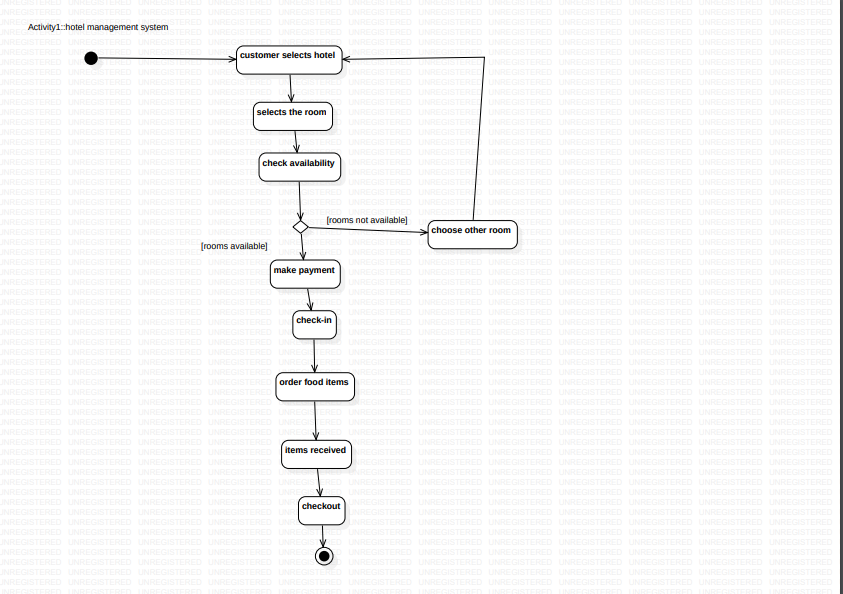 Activity1::hotel management system
customer selects hotel
selects the room
check availability
[rooms not available]
choose other room
[rooms available]
make payment
check-in
order food items
items received
checkout
UNREGISTERED